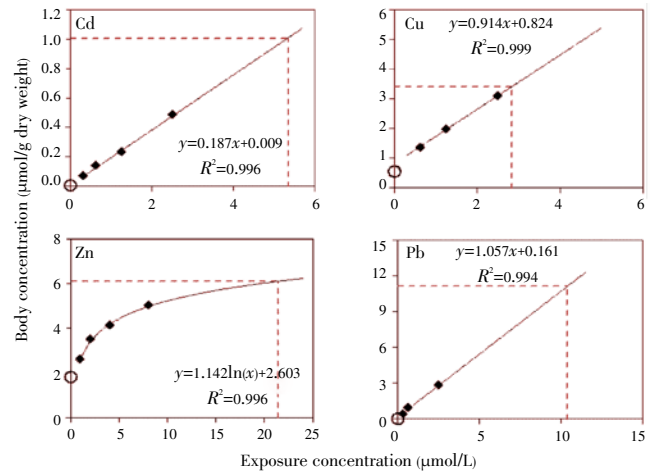 Body concentration (μmol/g dry weight)
Cd
1.2
1.0
0.8
0.6
0.4
0.2
0.0
y=0.187x+0.009
R²=0.996
0 2 4 6
Cu
6
5
4
3
2
1
0
y=0.914x+0.824
R²=0.999
0 2 4 6
Zn
8
6
4
2
0
y=1.142ln(x)+2.603
R²=0.996
0 5 10 15 20 25
Pb
15
12
9
6
3
0
y=1.057x+0.161
R²=0.994
0 5 10 15
Exposure concentration (μmol/L)